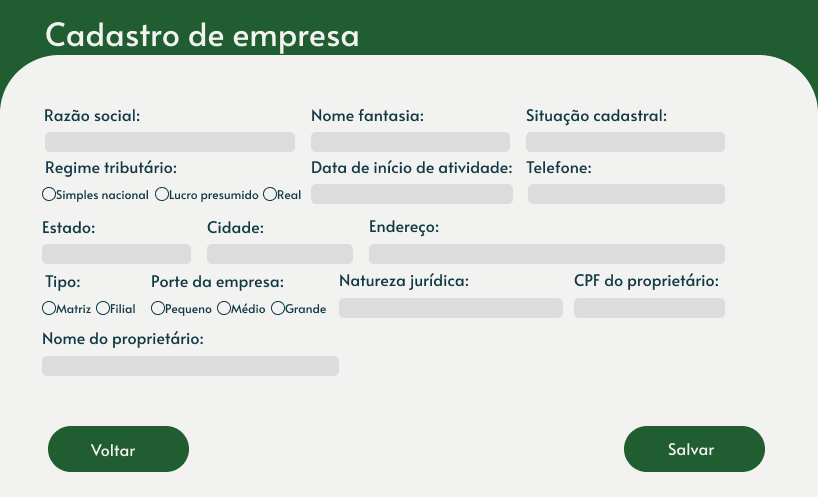 Cadastro de empresa
Razão social: Nome fantasia: Situação cadastral:
Regime tributário: Data de início de atividade: Telefone:
Simples nacional Lucro presumido Real
Estado: Cidade: Endereço:
Tipo: Porte da empresa: Natureza jurídica: CPF do proprietário:
Matriz Filial Pequeno Médio Grande
Nome do proprietário:
Voltar Salvar